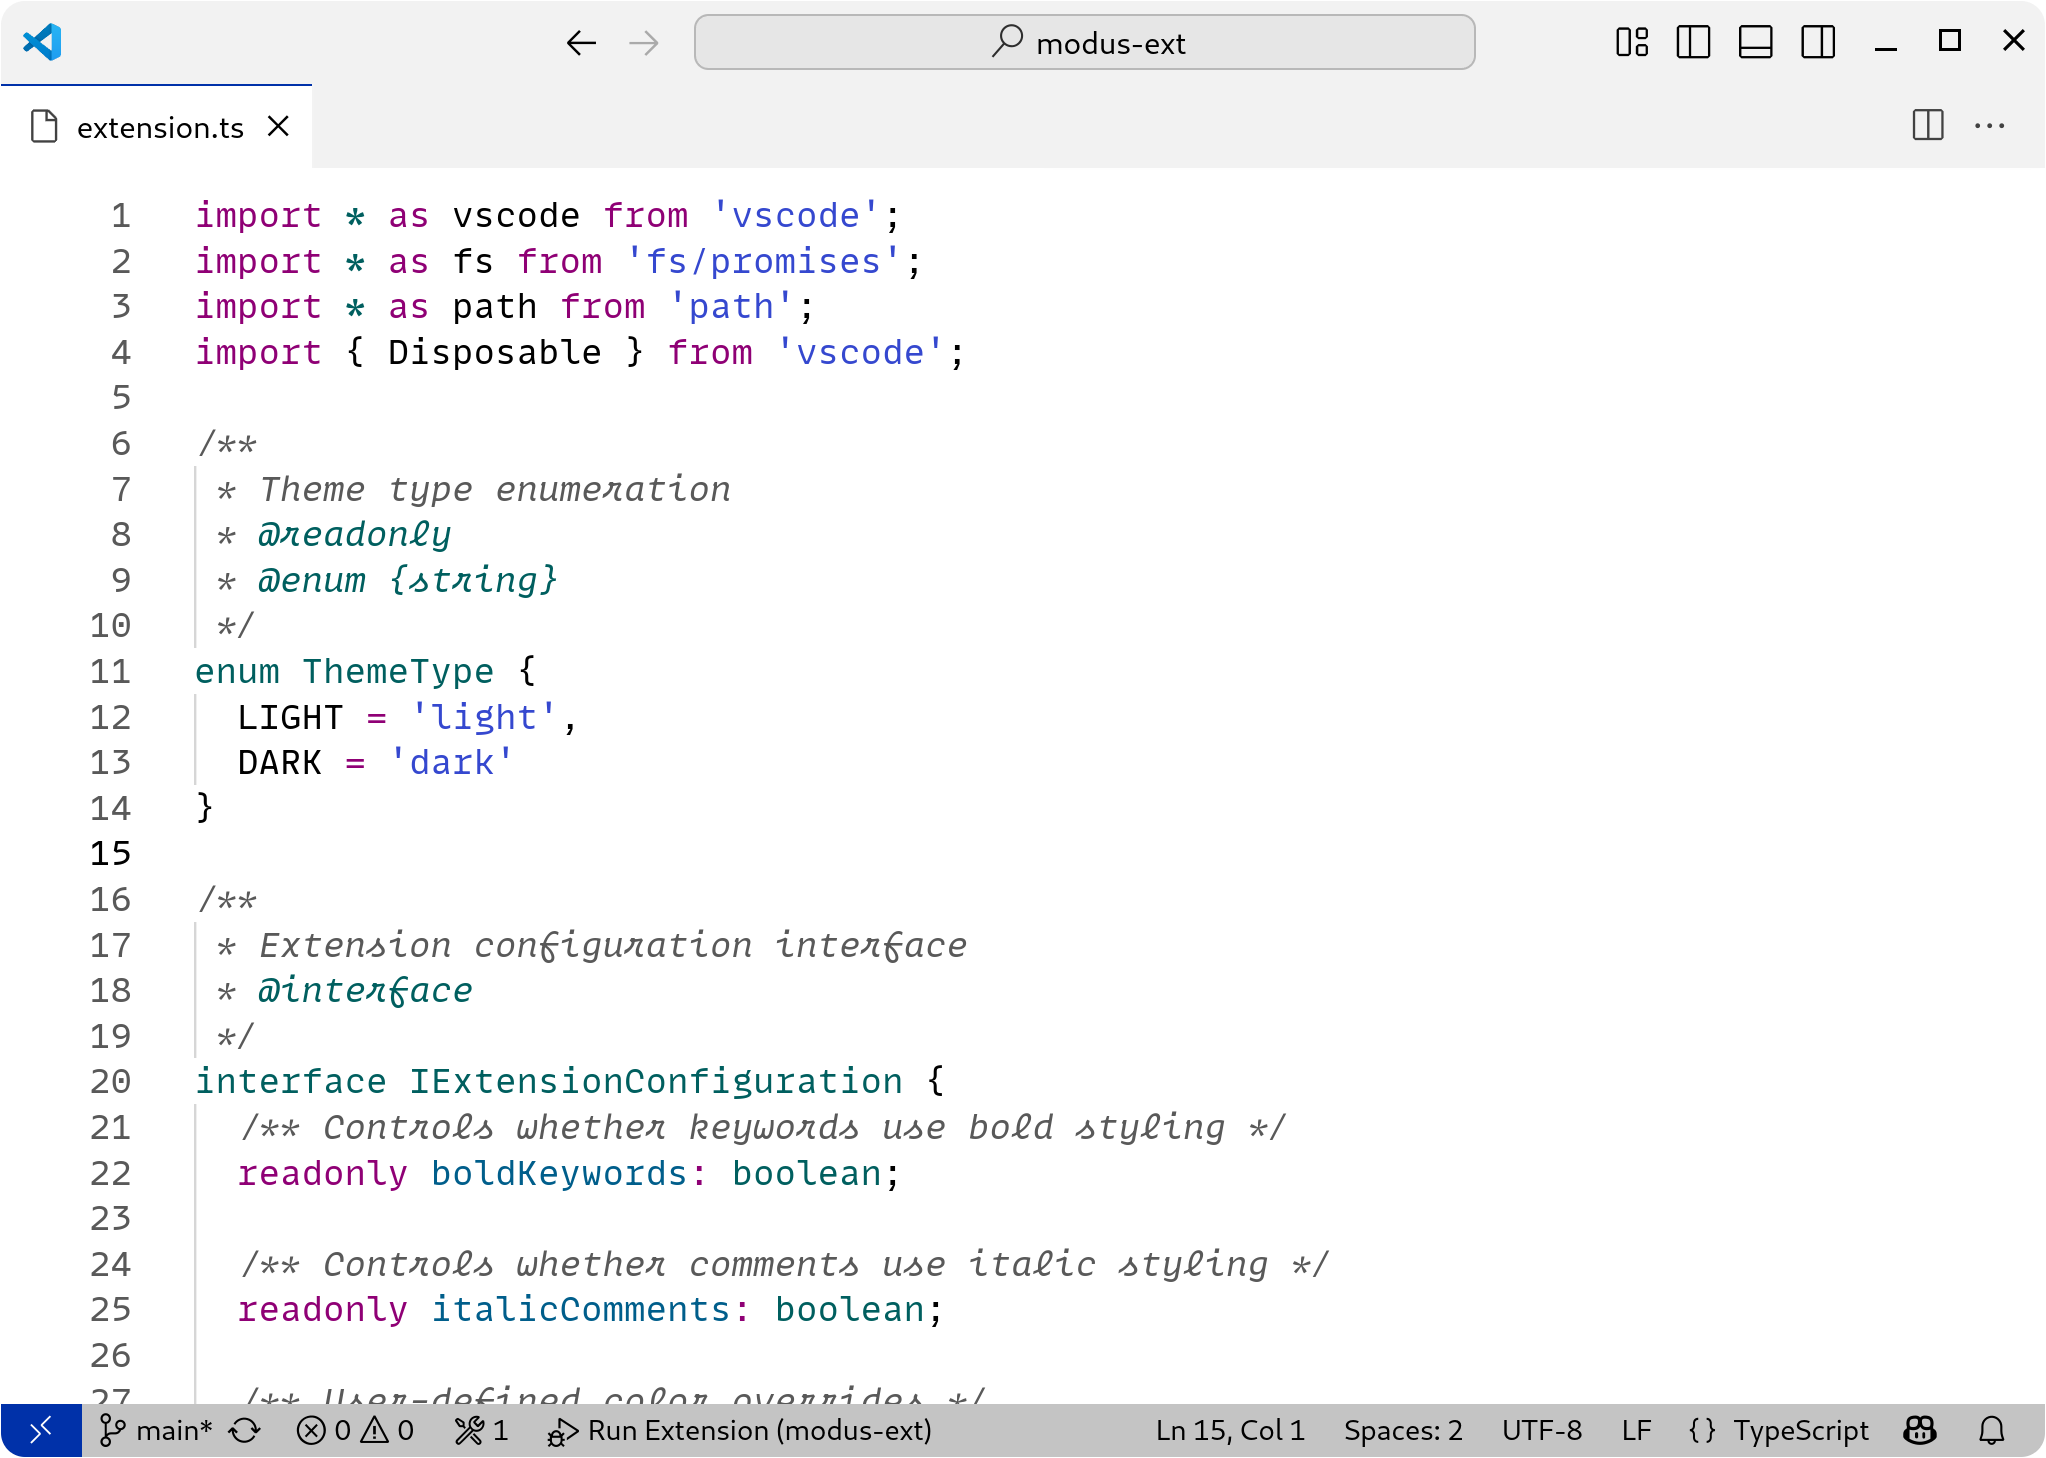 modus-ext
extension.ts
1 import * as vscode from 'vscode';
2 import * as fs from 'fs/promises';
3 import * as path from 'path';
4 import { Disposable } from 'vscode';
5
6 /**
7 * Theme type enumeration
8 * @readonly
9 * @enum {string}
10 */
11 enum ThemeType {
12 LIGHT = 'light',
13 DARK = 'dark'
14 }
15
16 /**
17 * Extension configuration interface
18 * @interface
19 */
20 interface IExtensionConfiguration {
21 /** Controls whether keywords use bold styling */
22 readonly boldKeywords: boolean;
23
24 /** Controls whether comments use italic styling */
25 readonly italicComments: boolean;
26
27 /** User-defined color overrides */
main* 0 0 1 Run Extension (modus-ext) Ln 15, Col 1 Spaces: 2 UTF-8 LF {} TypeScript